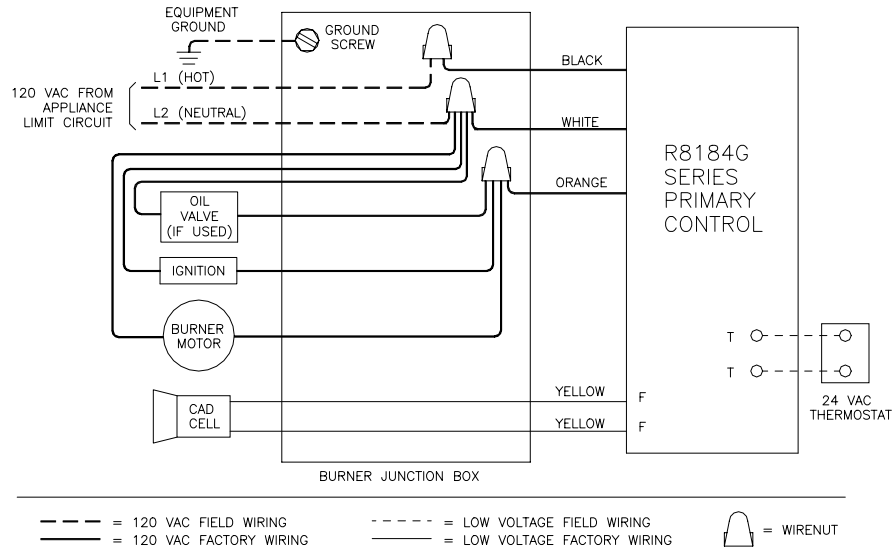 EQUIPMENT
GROUND
GROUND
SCREW
L1 (HOT)
120 VAC FROM
APPLIANCE
LIMIT CIRCUIT
L2 (NEUTRAL)
BLACK
WHITE
ORANGE
R8184G
SERIES
PRIMARY
CONTROL
OIL
VALVE
(IF USED)
IGNITION
BURNER
MOTOR
T
T
24 VAC
THERMOSTAT
CAD
CELL
YELLOW
F
YELLOW
F
BURNER JUNCTION BOX
= 120 VAC FIELD WIRING
= 120 VAC FACTORY WIRING
= LOW VOLTAGE FIELD WIRING
= LOW VOLTAGE FACTORY WIRING
= WIRENUT